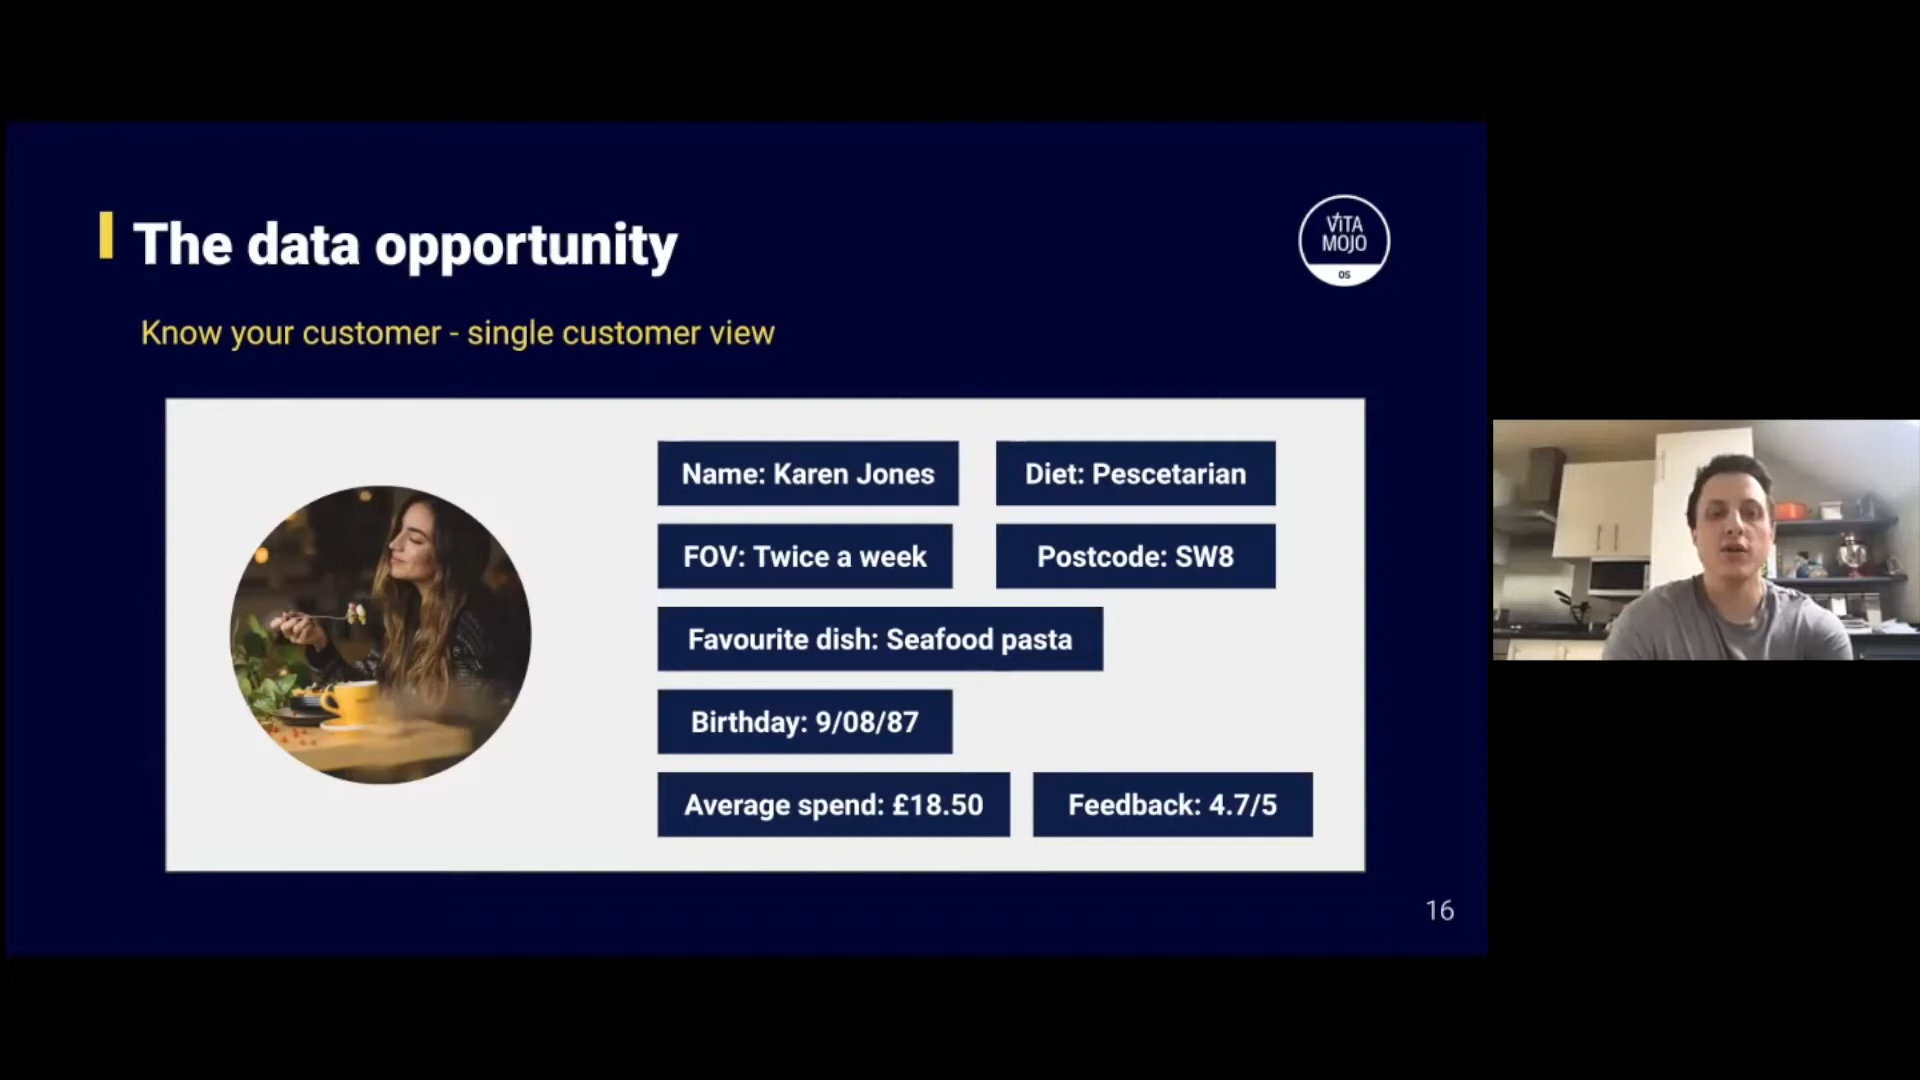 The data opportunity
VITA
MOJO
OS
Know your customer - single customer view
Name: Karen Jones
Diet: Pescetarian
FOV: Twice a week
Postcode: SW8
Favourite dish: Seafood pasta
Birthday: 9/08/87
Average spend: £18.50
Feedback: 4.7/5
16